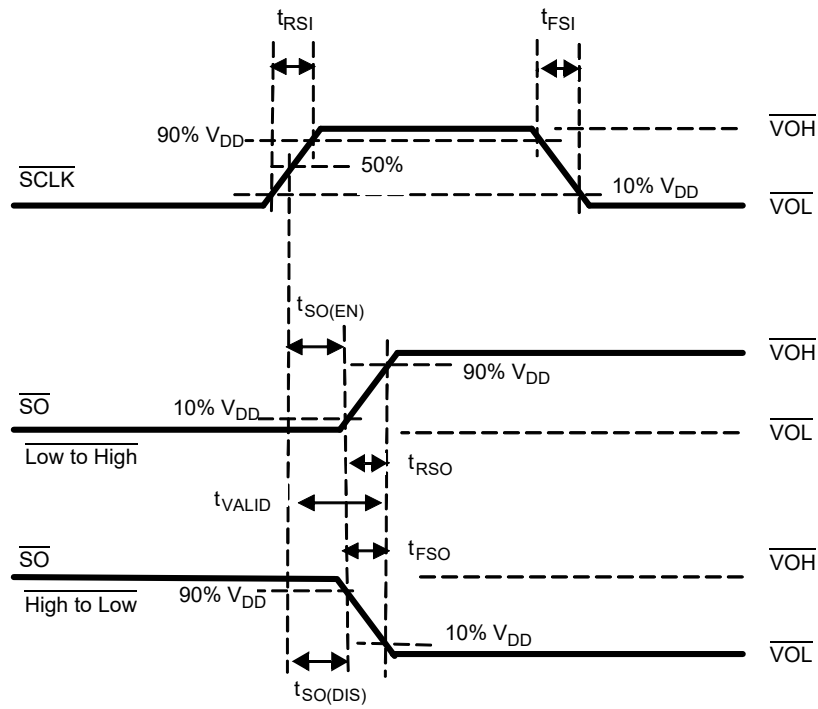 tRSI
tFSI
90% VDD
VOH
SCLK
50%
10% VDD
VOL
tSO(EN)
VOH
90% VDD
SO
10% VDD
VOL
Low to High
tRSO
tVALID
tFSO
SO
VOH
High to Low
90% VDD
10% VDD
VOL
tSO(DIS)